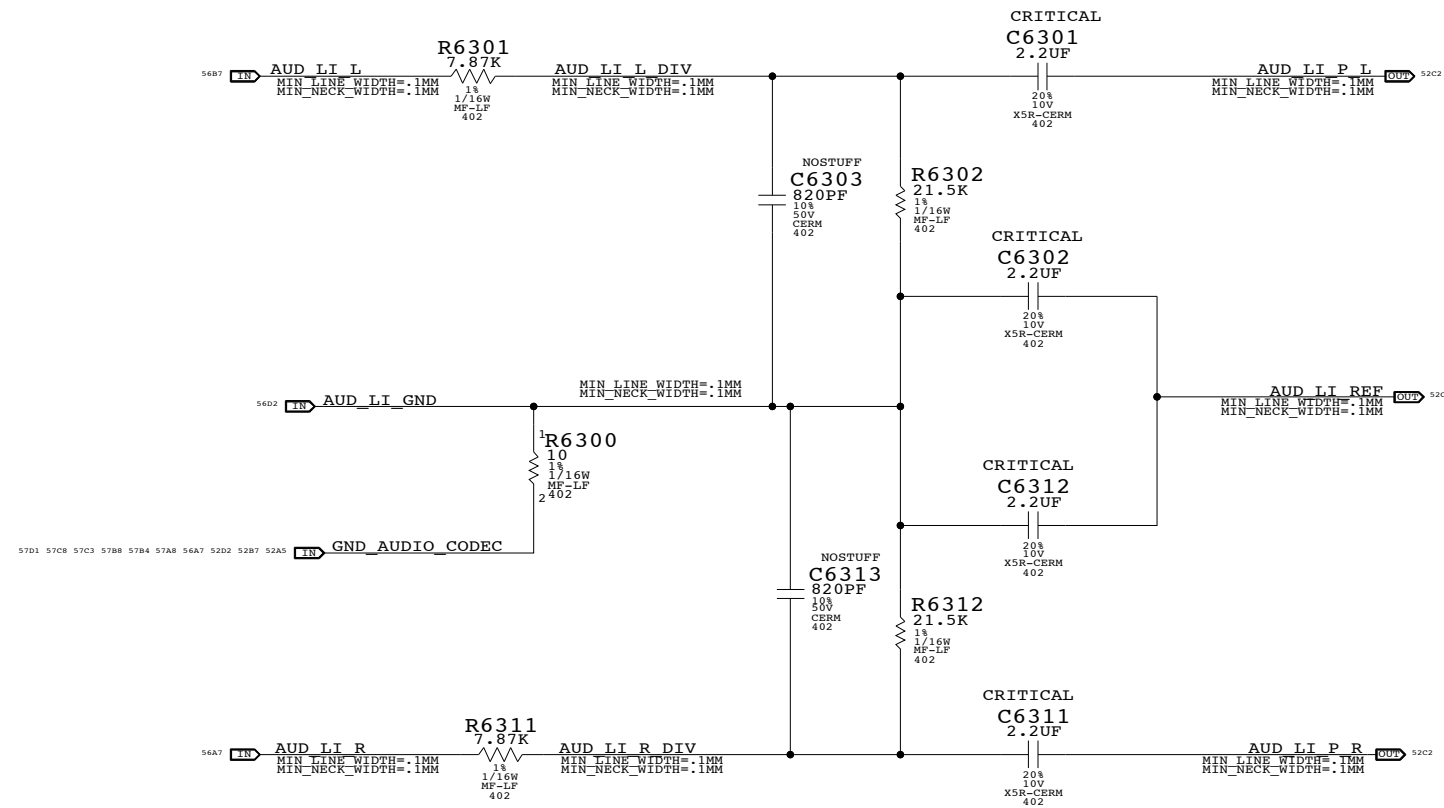 CRITICAL
C6301
2.2UF
20%
10V
X5R-CERM
402
R6301
7.87K
1%
1/16W
MF-LF
402
56B7 IN AUD_LI_L
MIN_LINE_WIDTH=.1MM
MIN_NECK_WIDTH=.1MM
AUD_LI_L_DIV
MIN_LINE_WIDTH=.1MM
MIN_NECK_WIDTH=.1MM
AUD_LI_P_L OUT 52C2
MIN_LINE_WIDTH=.1MM
MIN_NECK_WIDTH=.1MM
NOSTUFF
C6303
820PF
10%
50V
CERM
402
R6302
21.5K
1%
1/16W
MF-LF
402
CRITICAL
C6302
2.2UF
20%
10V
X5R-CERM
402
MIN_LINE_WIDTH=.1MM
MIN_NECK_WIDTH=.1MM
56D2 IN AUD_LI_GND
AUD_LI_REF OUT
MIN_LINE_WIDTH=.1MM
MIN_NECK_WIDTH=.1MM
1
R6300
10
1%
1/16W
MF-LF
402
2
CRITICAL
C6312
2.2UF
20%
10V
X5R-CERM
402
57D1 57C8 57C3 57B8 57B4 57A8 56A7 52D2 52B7 52A5 IN GND_AUDIO_CODEC
NOSTUFF
C6313
820PF
10%
50V
CERM
402
R6312
21.5K
1%
1/16W
MF-LF
402
CRITICAL
C6311
2.2UF
20%
10V
X5R-CERM
402
R6311
7.87K
1%
1/16W
MF-LF
402
56A7 IN AUD_LI_R
MIN_LINE_WIDTH=.1MM
MIN_NECK_WIDTH=.1MM
AUD_LI_R_DIV
MIN_LINE_WIDTH=.1MM
MIN_NECK_WIDTH=.1MM
AUD_LI_P_R OUT 52C2
MIN_LINE_WIDTH=.1MM
MIN_NECK_WIDTH=.1MM